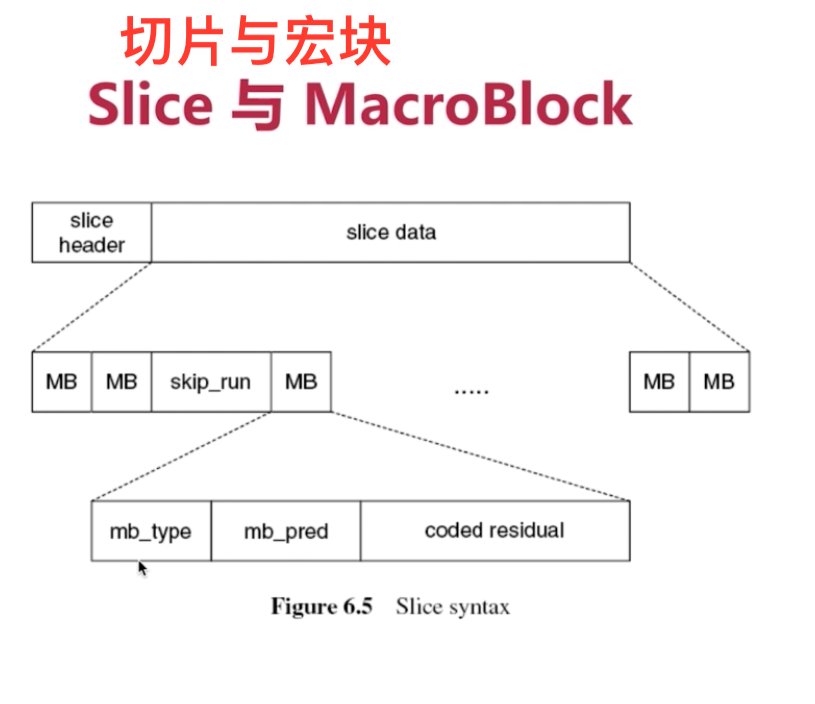 切片与宏块
Slice 与 MacroBlock
slice header
slice data
MB MB skip_run MB ..... MB MB
mb_type mb_pred coded residual
Figure 6.5 Slice syntax